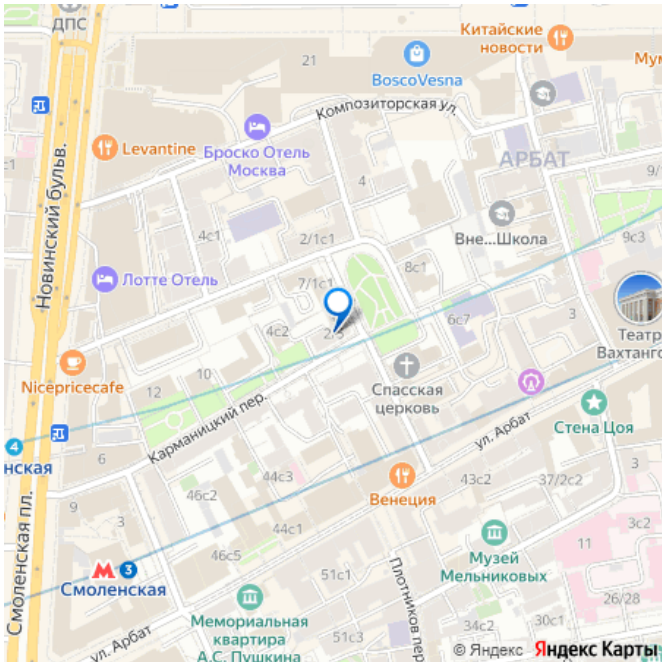 ДПС
Китайские
новости
21
BoscoVesna
Мум
Композиторская ул.
Levantine
Броско Отель
Москва
АРБАТ
4
9/1
Новинский бульв.
4с1
2/1с1
Вне...Школа
9с3
8с1
Лотте Отель
7/1с1
4с2
2/5
6с7
Театр
Вахтанго
Nicepricecafe
12
10
Спасская
церковь
Карманицкий пер.
ул. Арбат
Стена Цоя
4
нская
6
44с3
Венеция
43с2
37/2с2
3
46с2
9
3
44с1
3с2
Смоленская пл.
46с5
Музей
Мельниковых
11
3
Смоленская
51с1
Плотников пер.
26/28
Мемориальная
квартира
А.С. Пушкина
34с2
30с1
51с3
32
ул. Арбат
© Яндекс Яндекс Карты